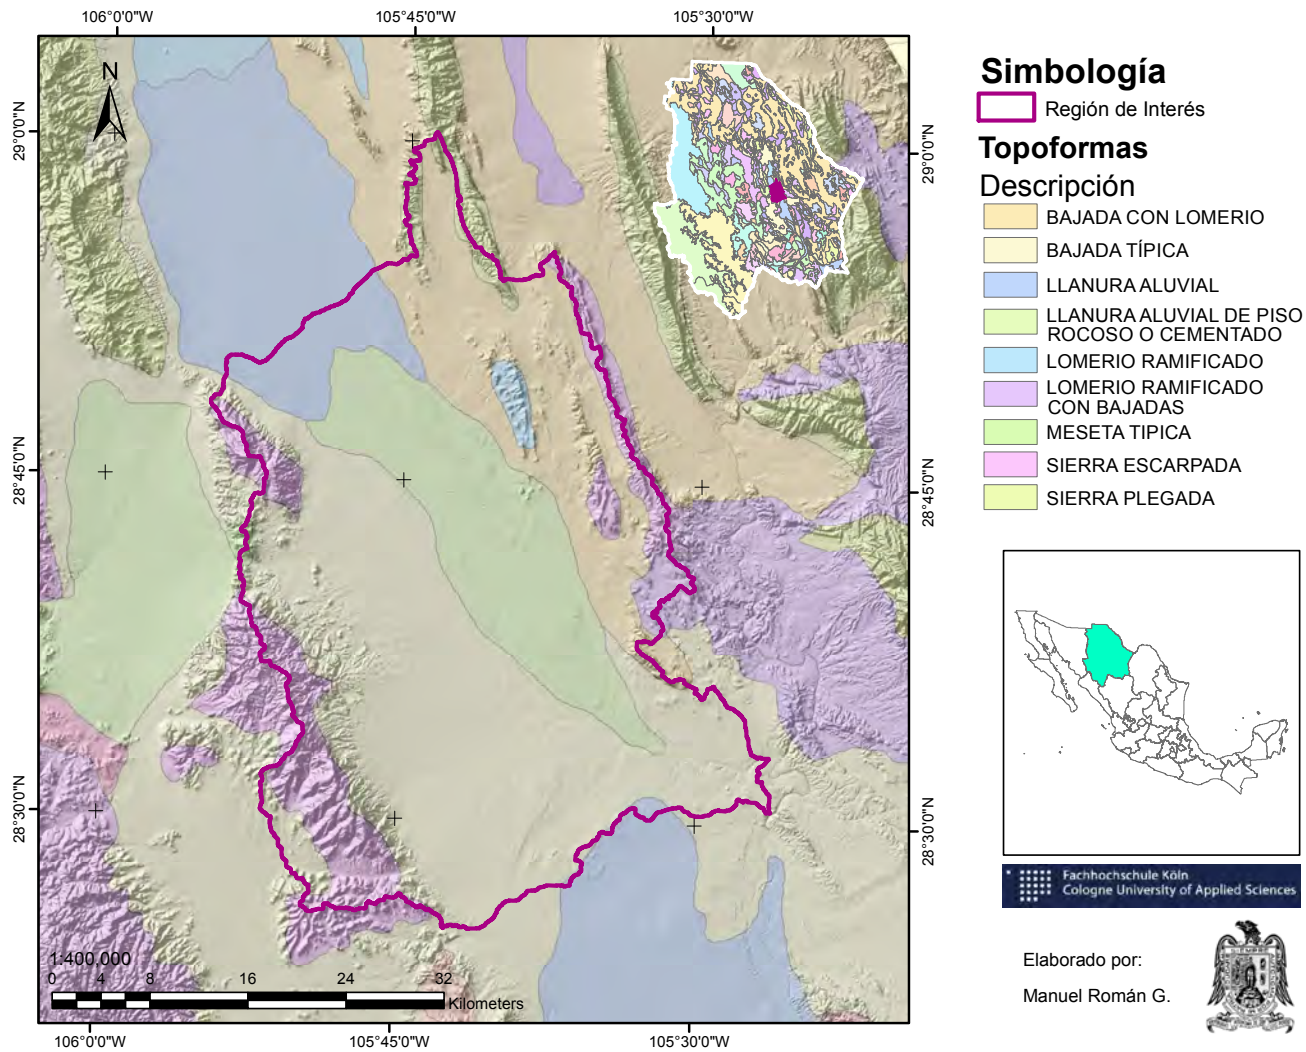 106°0'0"W
105°45'0"W
105°30'0"W
N
29°0'0"N
29°0'0"N
28°45'0"N
28°45'0"N
28°30'0"N
28°30'0"N
1:400,000
0 4 8 16 24 32
Kilometers
106°0'0"W
105°45'0"W
105°30'0"W
Simbología
Región de Interés
Topoformas
Descripción
BAJADA CON LOMERIO
BAJADA TÍPICA
LLANURA ALUVIAL
LLANURA ALUVIAL DE PISO
ROCOSO O CEMENTADO
LOMERIO RAMIFICADO
LOMERIO RAMIFICADO
CON BAJADAS
MESETA TIPICA
SIERRA ESCARPADA
SIERRA PLEGADA
Fachhochschule Köln
Cologne University of Applied Sciences
Elaborado por:
Manuel Román G.